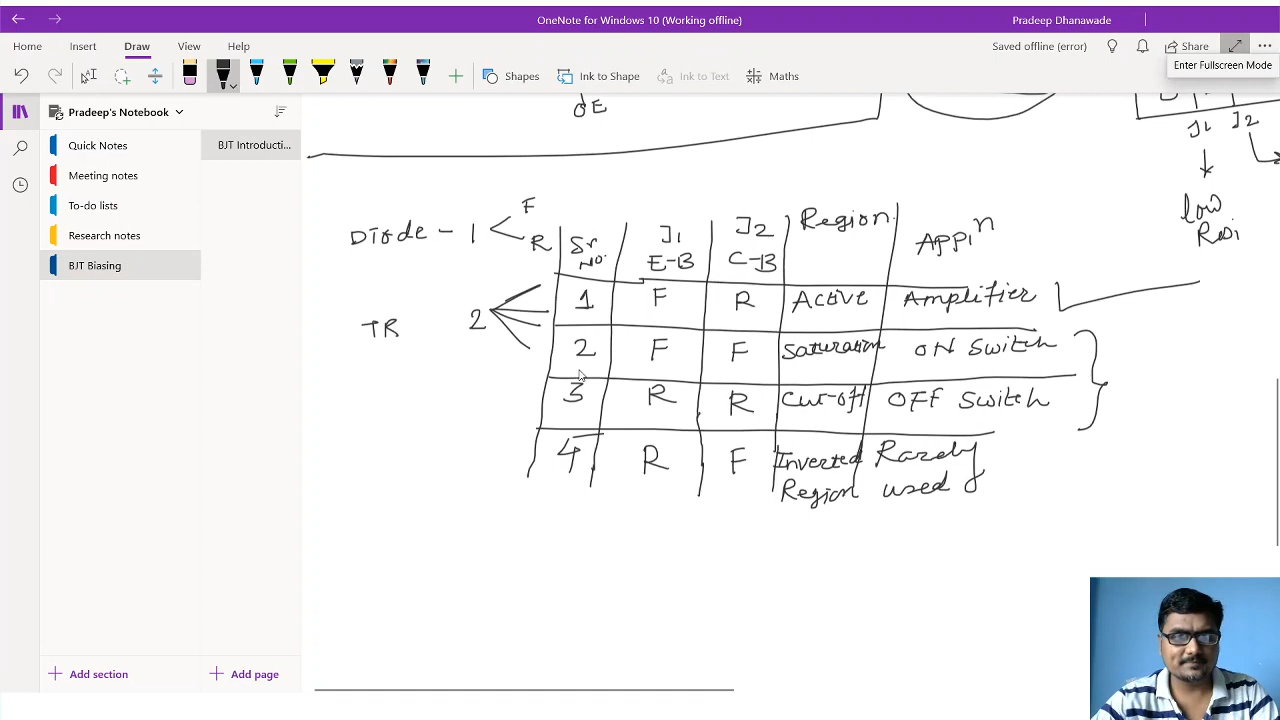 OneNote for Windows 10 (Working offline)
Pradeep Dhanawade
Home Insert Draw View Help
Saved offline (error)
Share
Enter Fullscreen Mode
Shapes
Ink to Shape
Ink to Text
Maths
Pradeep's Notebook
Quick Notes
Meeting notes
To-do lists
Research notes
BJT Biasing
BJT Introducti...
Add section
Add page
E
J1 J2
low
Diode - 1 F
R
Sr No. J1 E-B J2 C-B Region. Appln
1 F R Active Amplifier
TR 2
2 F F Saturation ON Switch
3 R R Cut-off OFF Switch
4 R F Inverted Region Rarely used